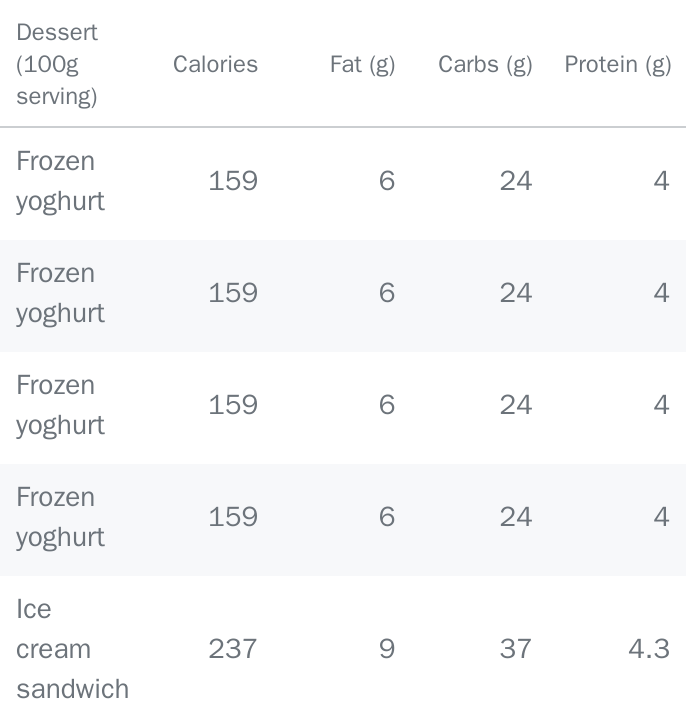 Dessert
(100g
serving) Calories Fat (g) Carbs (g) Protein (g)
Frozen
yoghurt 159 6 24 4
Frozen
yoghurt 159 6 24 4
Frozen
yoghurt 159 6 24 4
Frozen
yoghurt 159 6 24 4
Ice
cream 237 9 37 4.3
sandwich